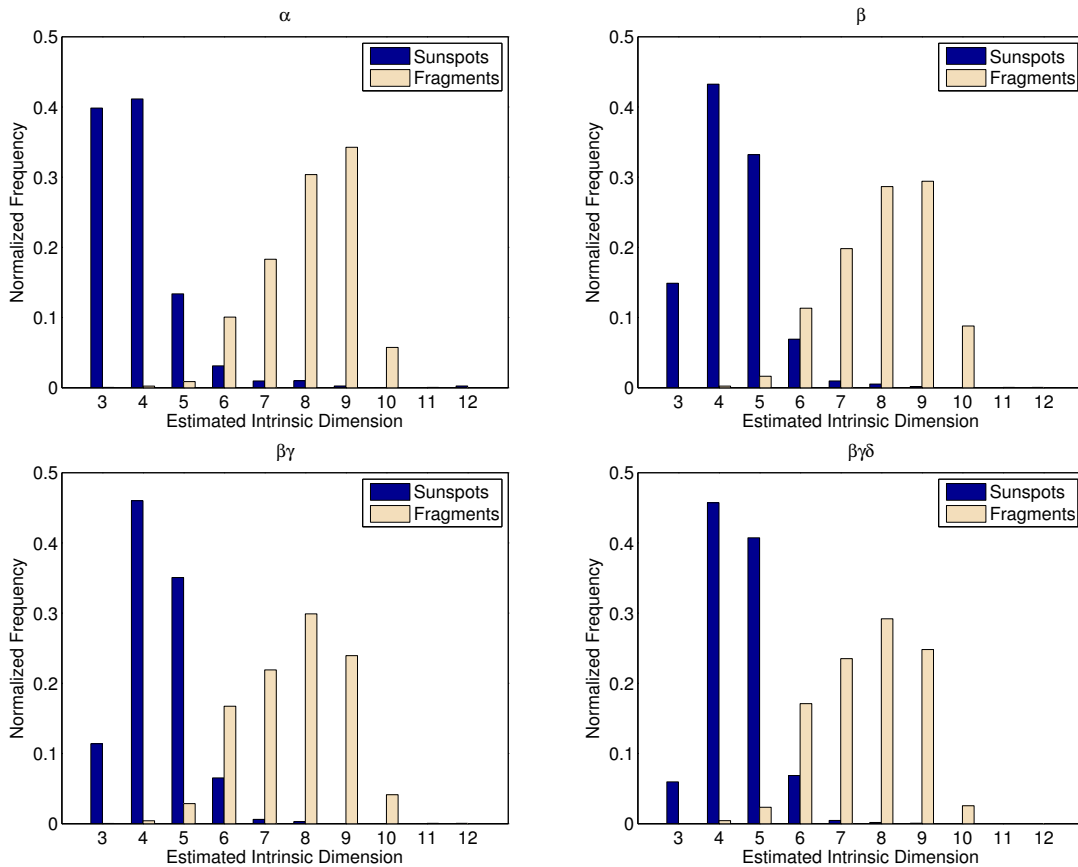 α
0.5
0.4
0.3
0.2
0.1
0
Normalized Frequency
Sunspots
Fragments
3 4 5 6 7 8 9 10 11 12
Estimated Intrinsic Dimension
β
0.5
0.4
0.3
0.2
0.1
0
Normalized Frequency
Sunspots
Fragments
3 4 5 6 7 8 9 10 11 12
Estimated Intrinsic Dimension
βγ
0.5
0.4
0.3
0.2
0.1
0
Normalized Frequency
Sunspots
Fragments
3 4 5 6 7 8 9 10 11 12
Estimated Intrinsic Dimension
βγδ
0.5
0.4
0.3
0.2
0.1
0
Normalized Frequency
Sunspots
Fragments
3 4 5 6 7 8 9 10 11 12
Estimated Intrinsic Dimension